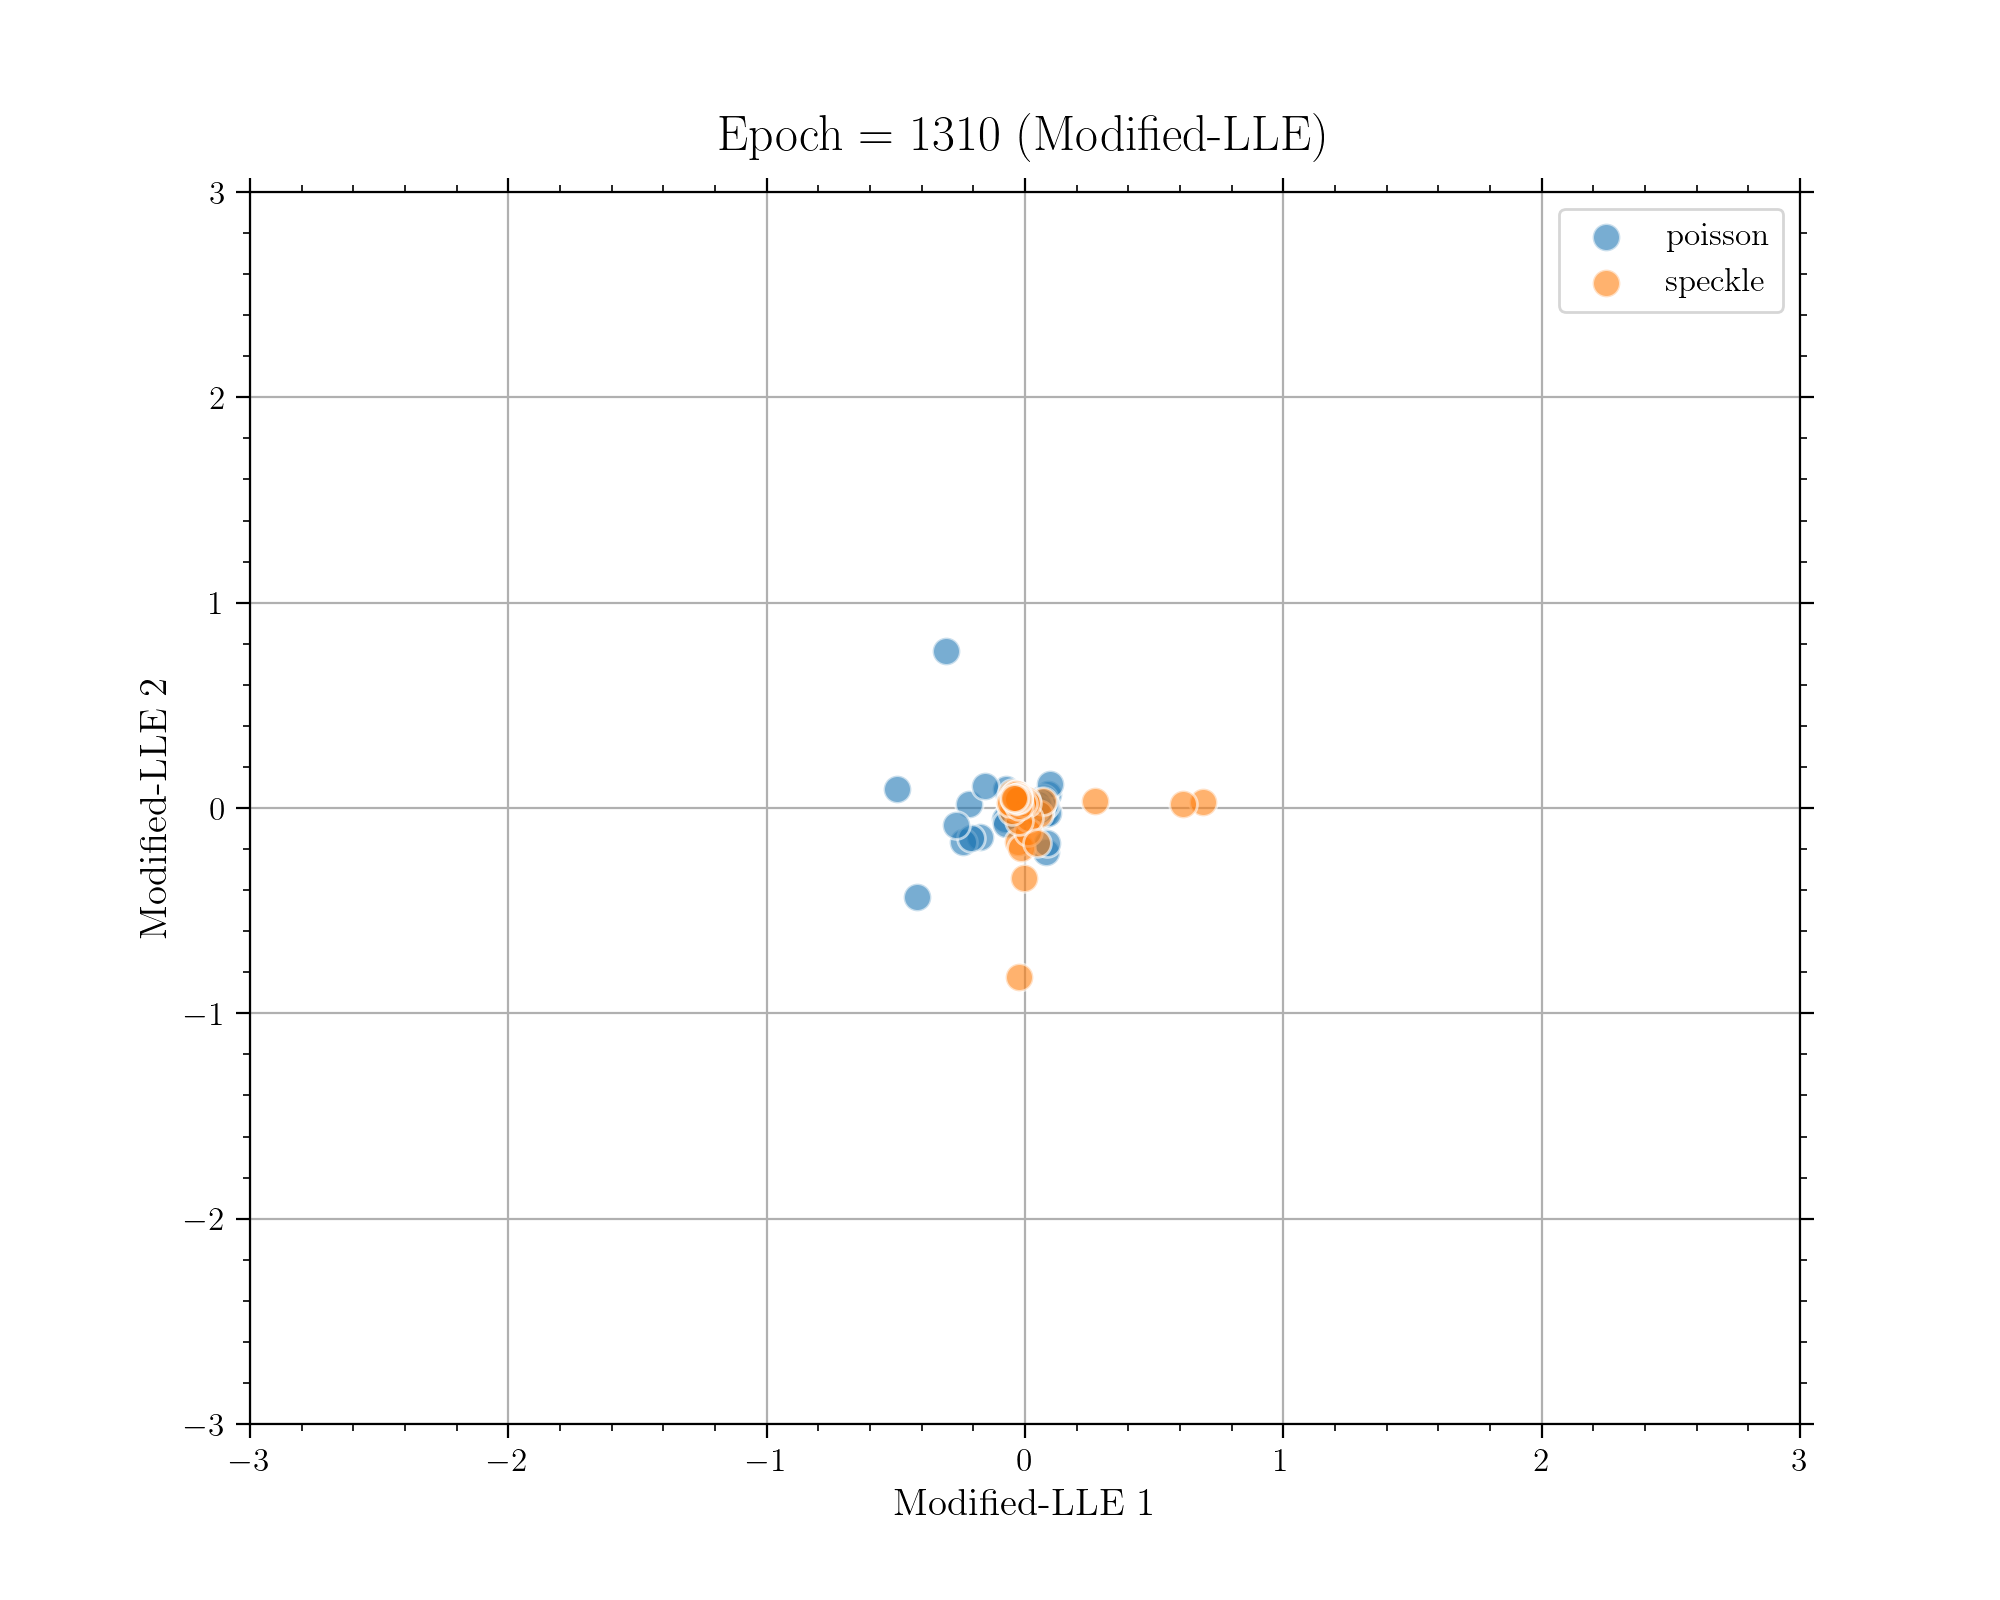 Epoch = 1310 (Modified-LLE)
poisson
speckle
3
2
1
0
−1
−2
−3
Modified-LLE 2
−3
−2
−1
0
1
2
3
Modified-LLE 1